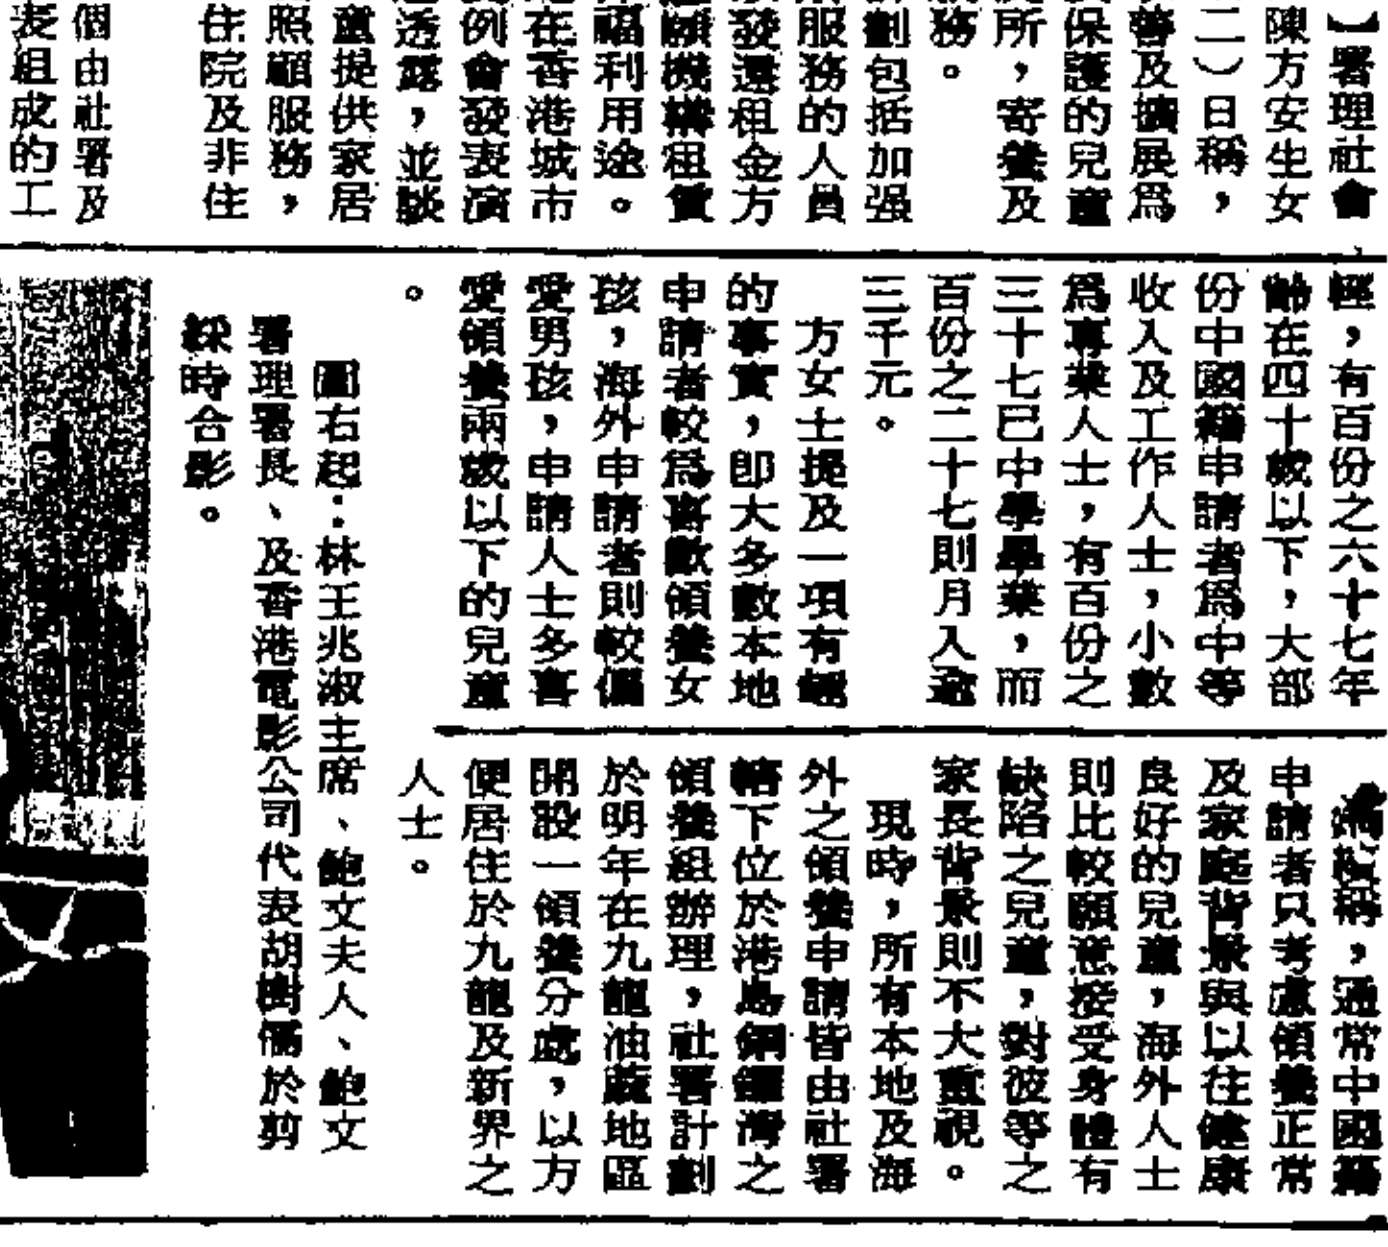 】署理社會
陳方安生女
二）日稱，
善及擴展爲
保護的兒童
所，寄養及
務。
劃包括加强
服務的人員
發還租金方
願機構租賃
福利用途。
在香港城市
例會發表演
透露，並談
童提供家居
照顧服務，
住院及非住
個由社署及
表組成的工
，有百份之六十七年
齡在四十歲以下，大部
份中國籍申請者爲中等
收入及工作人士，小數
爲專業人士，有百份之
三十七已中學畢業，而
百份之二十七則月入逾
三千元。
方女士提及一項有趣
的事實，即大多數本地
申請者較爲喜歡領養女
孩，海外申請者則較偏
愛男孩，申請人士多喜
愛領養兩歲以下的兒童
。
稱，通常中國籍
申請者只考慮領養正常
及家庭背景與以往健康
良好的兒童，海外人士
則比較願意接受身體有
缺陷之兒童，對彼等之
家長背景則不大重視。
現時，所有本地及海
外之領養申請皆由社署
轄下位於港島銅鑼灣之
領養組辦理，社署計劃
於明年在九龍油蔴地區
開設一領養分處，以方
便居住於九龍及新界之
人士。
圖右起：林王兆淑主席、鮑文夫人、鮑文
署理署長、及香港電影公司代表胡樹儒於剪
綵時合影。